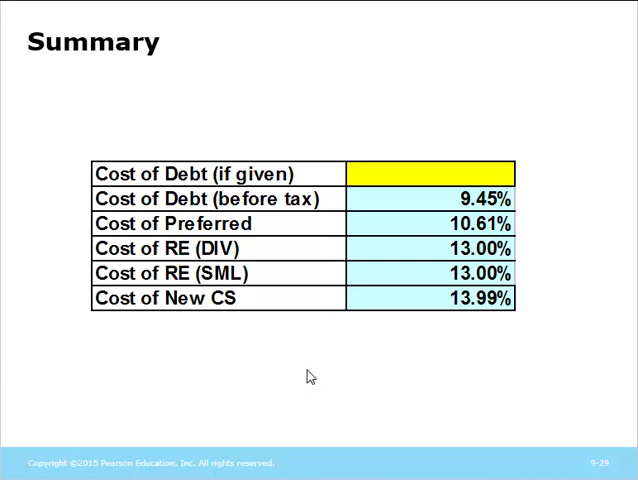 Summary
Cost of Debt (if given)
Cost of Debt (before tax) 9.45%
Cost of Preferred 10.61%
Cost of RE (DIV) 13.00%
Cost of RE (SML) 13.00%
Cost of New CS 13.99%
Copyright ©2015 Pearson Education, Inc. All rights reserved. 9-29